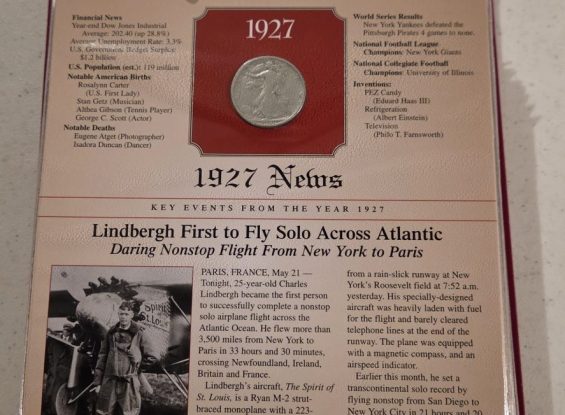 Financial News
Year-end Dow Jones Industrial
Average: 202.40 (up 28.8%)
Average Unemployment Rate: 3.3%
U.S. Government Budget Surplus:
$1.2 billion
U.S. Population (est.): 119 million
Notable American Births
Rosalynn Carter
(U.S. First Lady)
Stan Getz (Musician)
Althea Gibson (Tennis Player)
George C. Scott (Actor)
Notable Deaths
Eugene Atget (Photographer)
Isadora Duncan (Dancer)
1927
World Series Results
New York Yankees defeated the
Pittsburgh Pirates 4 games to none.
National Football League
Champions: New York Giants
National Collegiate Football
Champions: University of Illinois
Inventions:
PEZ Candy
(Eduard Haas III)
Refrigeration
(Albert Einstein)
Television
(Philo T. Farnsworth)
1927 News
KEY EVENTS FROM THE YEAR 1927
Lindbergh First to Fly Solo Across Atlantic
Daring Nonstop Flight From New York to Paris
Spirit
of
St. Louis
PARIS, FRANCE, May 21 —
Tonight, 25-year-old Charles
Lindbergh became the first person
to successfully complete a nonstop
solo airplane flight across the
Atlantic Ocean. He flew more than
3,500 miles from New York to
Paris in 33 hours and 30 minutes,
crossing Newfoundland, Ireland,
Britain and France.
Lindbergh's aircraft, The Spirit of
St. Louis, is a Ryan M-2 strut-
braced monoplane with a 223-
from a rain-slick runway at New
York's Roosevelt field at 7:52 a.m.
yesterday. His specially-designed
aircraft was heavily laden with fuel
for the flight and barely cleared
telephone lines at the end of the
runway. The plane was equipped
with a magnetic compass, and an
airspeed indicator.
Earlier this month, he set a
transcontinental solo record by
flying nonstop from San Diego to
New York City in 21 hours and 20